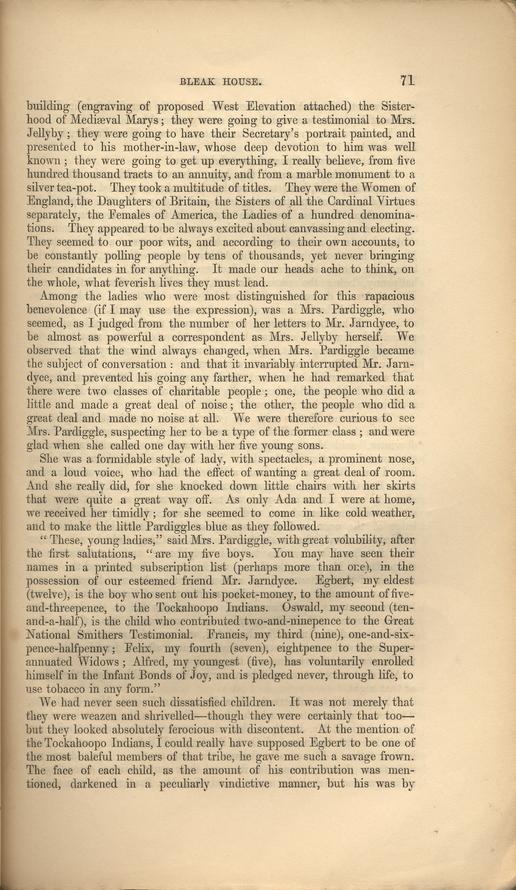 BLEAK HOUSE. 71
building (engraving of proposed West Elevation attached) the Sister-
hood of Mediæval Marys; they were going to give a testimonial to Mrs.
Jellyby; they were going to have their Secretary's portrait painted, and
presented to his mother-in-law, whose deep devotion to him was well
known; they were going to get up everything, I really believe, from five
hundred thousand tracts to an annuity, and from a marble monument to a
silver tea-pot. They took a multitude of titles. They were the Women of
England, the Daughters of Britain, the Sisters of all the Cardinal Virtues
separately, the Females of America, the Ladies of a hundred denomina-
tions. They appeared to be always excited about canvassing and electing.
They seemed to our poor wits, and according to their own accounts, to
be constantly polling people by tens of thousands, yet never bringing
their candidates in for anything. It made our heads ache to think, on
the whole, what feverish lives they must lead.
Among the ladies who were most distinguished for this rapacious
benevolence (if I may use the expression), was a Mrs. Pardiggle, who
seemed, as I judged from the number of her letters to Mr. Jarndyce, to
be almost as powerful a correspondent as Mrs. Jellyby herself. We
observed that the wind always changed, when Mrs. Pardiggle became
the subject of conversation: and that it invariably interrupted Mr. Jarn-
dyce, and prevented his going any farther, when he had remarked that
there were two classes of charitable people; one, the people who did a
little and made a great deal of noise; the other, the people who did a
great deal and made no noise at all. We were therefore curious to see
Mrs. Pardiggle, suspecting her to be a type of the former class; and were
glad when she called one day with her five young sons.
She was a formidable style of lady, with spectacles, a prominent nose,
and a loud voice, who had the effect of wanting a great deal of room.
And she really did, for she knocked down little chairs with her skirts
that were quite a great way off. As only Ada and I were at home,
we received her timidly; for she seemed to come in like cold weather,
and to make the little Pardiggles blue as they followed.
"These, young ladies," said Mrs. Pardiggle, with great volubility, after
the first salutations, "are my five boys. You may have seen their
names in a printed subscription list (perhaps more than one), in the
possession of our esteemed friend Mr. Jarndyce. Egbert, my eldest
(twelve), is the boy who sent out his pocket-money, to the amount of five-
and-threepence, to the Tockahoopo Indians. Oswald, my second (ten-
and-a-half), is the child who contributed two-and-ninepence to the Great
National Smithers Testimonial. Francis, my third (nine), one-and-six-
pence-halfpenny; Felix, my fourth (seven), eightpence to the Super-
annuated Widows; Alfred, my youngest (five), has voluntarily enrolled
himself in the Infant Bonds of Joy, and is pledged never, through life, to
use tobacco in any form."
We had never seen such dissatisfied children. It was not merely that
they were weazen and shrivelled—though they were certainly that too—
but they looked absolutely ferocious with discontent. At the mention of
the Tockahoopo Indians, I could really have supposed Egbert to be one of
the most baleful members of that tribe, he gave me such a savage frown.
The face of each child, as the amount of his contribution was men-
tioned, darkened in a peculiarly vindictive manner, but his was by